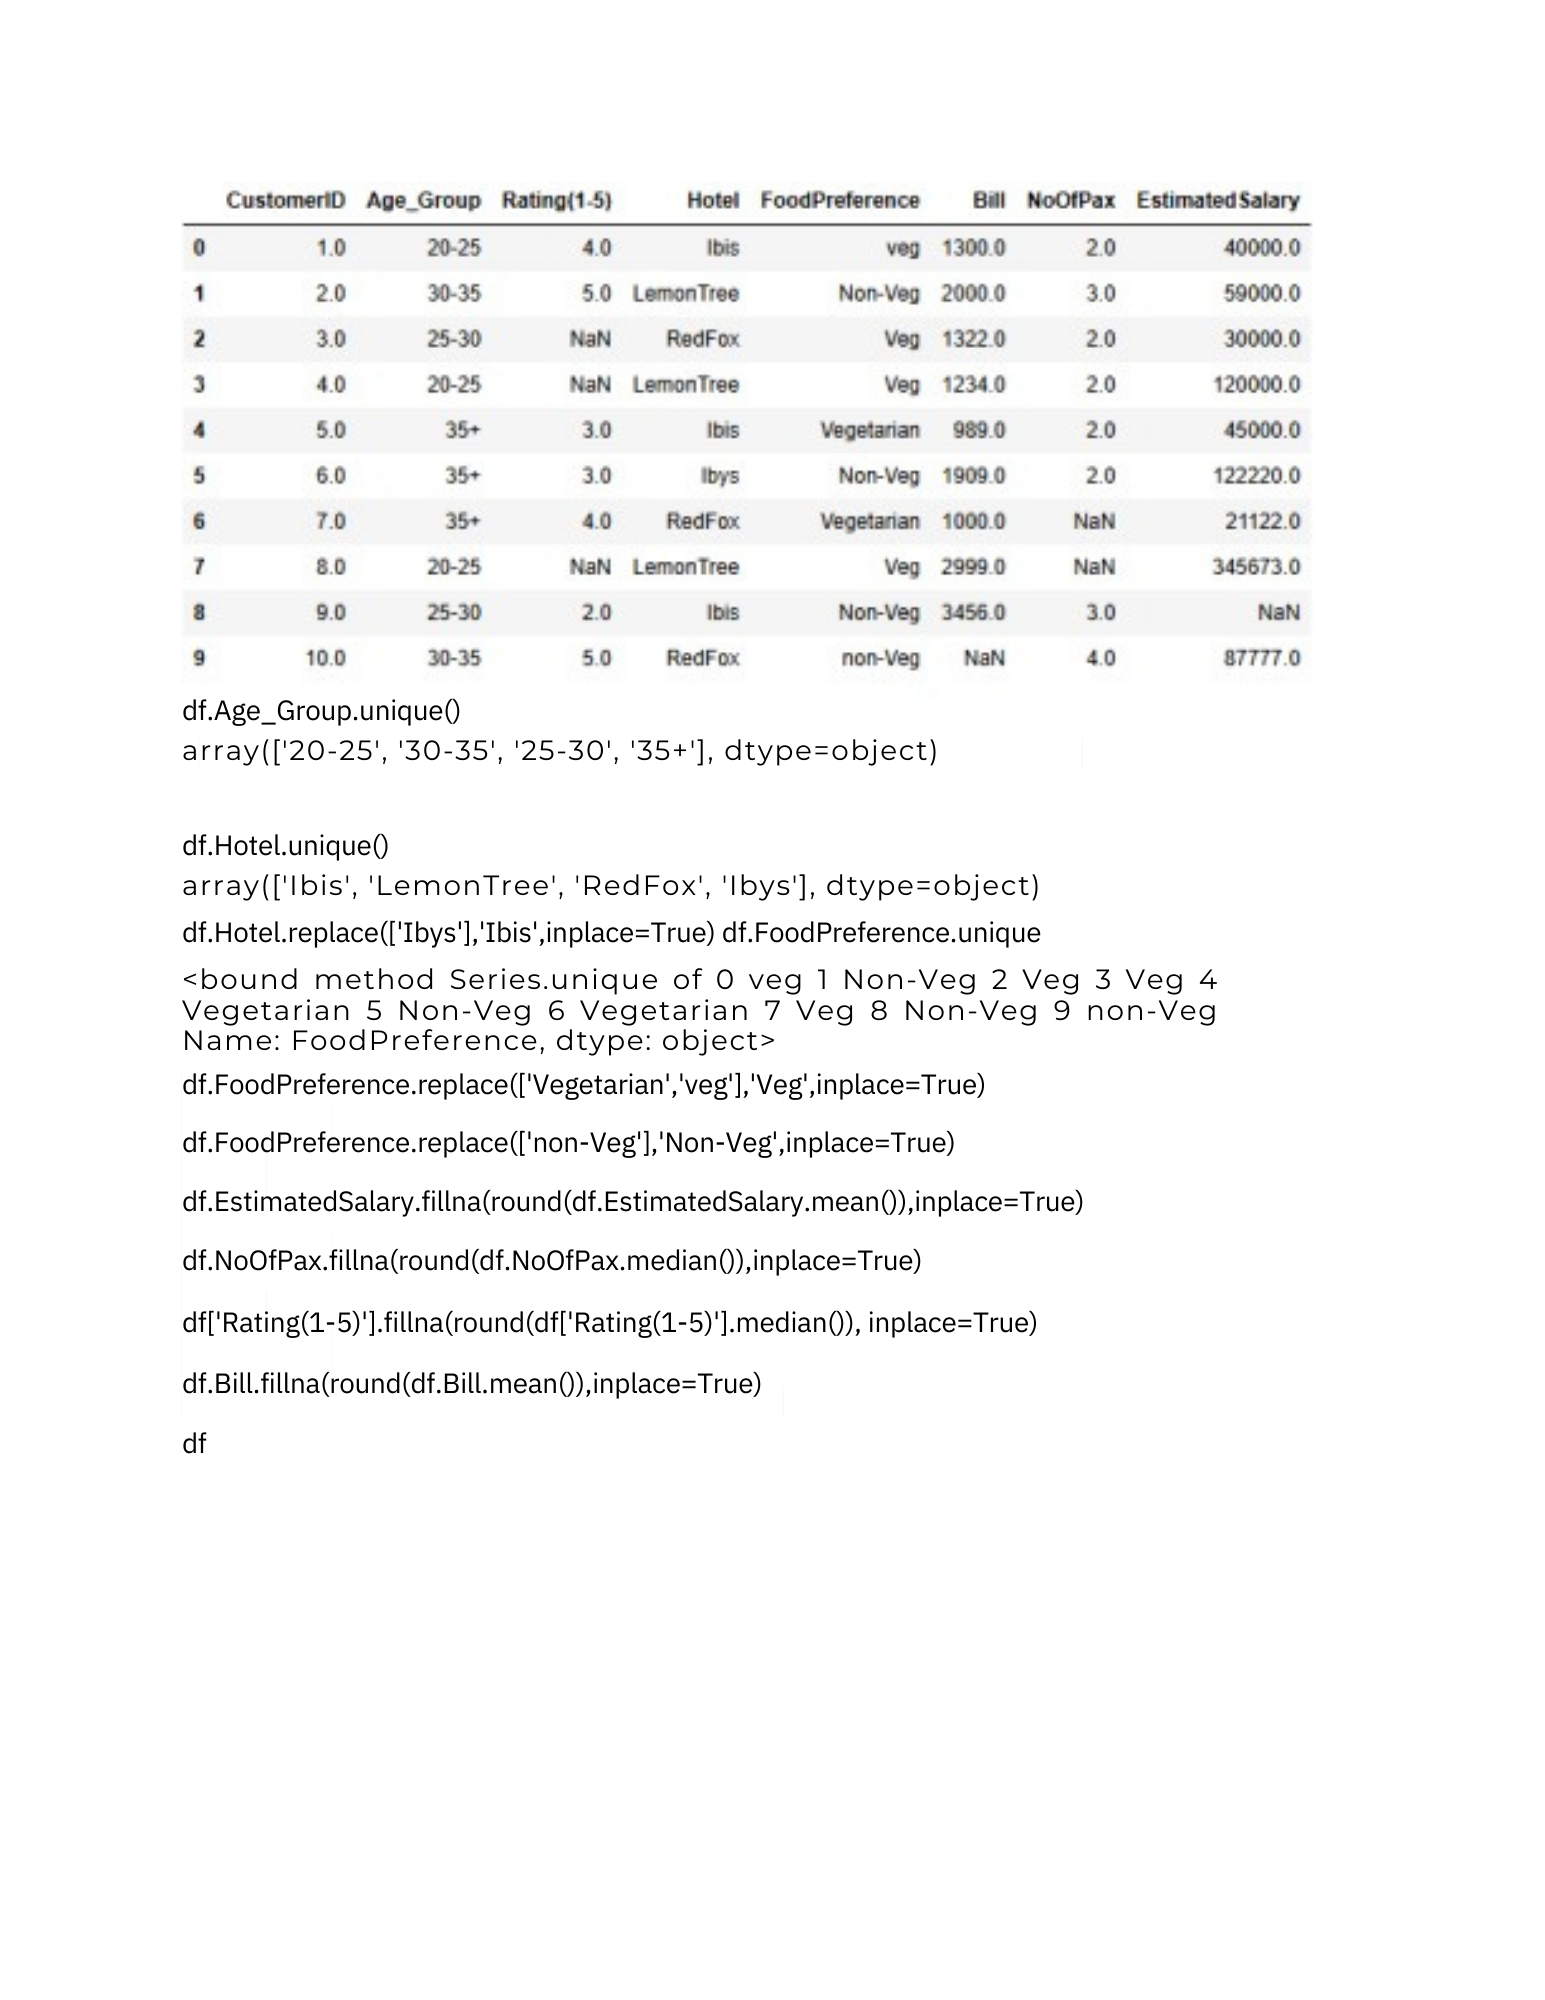 CustomerID Age_Group Rating(1-5) Hotel FoodPreference Bill NoOfPax EstimatedSalary
0 1.0 20-25 4.0 Ibis veg 1300.0 2.0 40000.0
1 2.0 30-35 5.0 LemonTree Non-Veg 2000.0 3.0 59000.0
2 3.0 25-30 NaN RedFox Veg 1322.0 2.0 30000.0
3 4.0 20-25 NaN LemonTree Veg 1234.0 2.0 120000.0
4 5.0 35+ 3.0 Ibis Vegetarian 989.0 2.0 45000.0
5 6.0 35+ 3.0 Ibys Non-Veg 1909.0 2.0 122220.0
6 7.0 35+ 4.0 RedFox Vegetarian 1000.0 NaN 21122.0
7 8.0 20-25 NaN LemonTree Veg 2999.0 NaN 345673.0
8 9.0 25-30 2.0 Ibis Non-Veg 3456.0 3.0 NaN
9 10.0 30-35 5.0 RedFox non-Veg NaN 4.0 87777.0
df.Age_Group.unique()
array(['20-25', '30-35', '25-30', '35+'], dtype=object)
df.Hotel.unique()
array(['Ibis', 'LemonTree', 'RedFox', 'Ibys'], dtype=object)
df.Hotel.replace(['Ibys'],'Ibis',inplace=True) df.FoodPreference.unique
<bound method Series.unique of 0 veg 1 Non-Veg 2 Veg 3 Veg 4
Vegetarian 5 Non-Veg 6 Vegetarian 7 Veg 8 Non-Veg 9 non-Veg
Name: FoodPreference, dtype: object>
df.FoodPreference.replace(['Vegetarian','veg'],'Veg',inplace=True)
df.FoodPreference.replace(['non-Veg'],'Non-Veg',inplace=True)
df.EstimatedSalary.fillna(round(df.EstimatedSalary.mean()),inplace=True)
df.NoOfPax.fillna(round(df.NoOfPax.median()),inplace=True)
df['Rating(1-5)'].fillna(round(df['Rating(1-5)'].median()), inplace=True)
df.Bill.fillna(round(df.Bill.mean()),inplace=True)
df